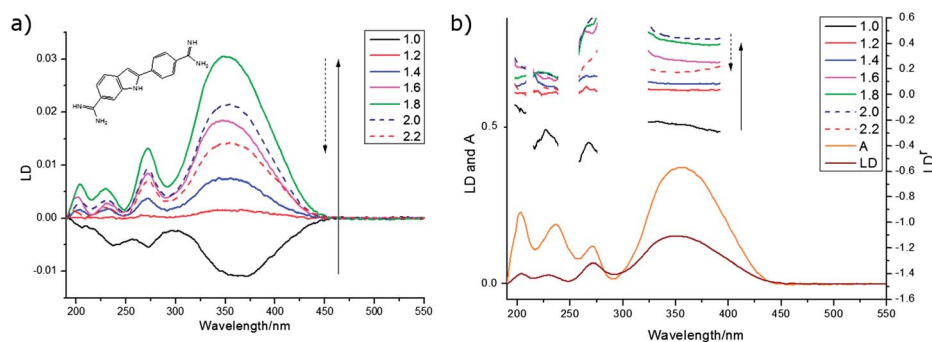 a)
b)
NH
NH₂
NH
HN
NH₂
1.0
1.2
1.4
1.6
1.8
2.0
2.2
0.03
0.02
0.01
0.00
-0.01
LD
200 250 300 350 400 450 500 550
Wavelength/nm
1.0
1.2
1.4
1.6
1.8
2.0
2.2
A
LD
0.5
0.0
LD and A
0.6
0.4
0.2
0.0
-0.2
-0.4
-0.6
-0.8
-1.0
-1.2
-1.4
-1.6
LDʳ
200 250 300 350 400 450 500 550
Wavelength/nm